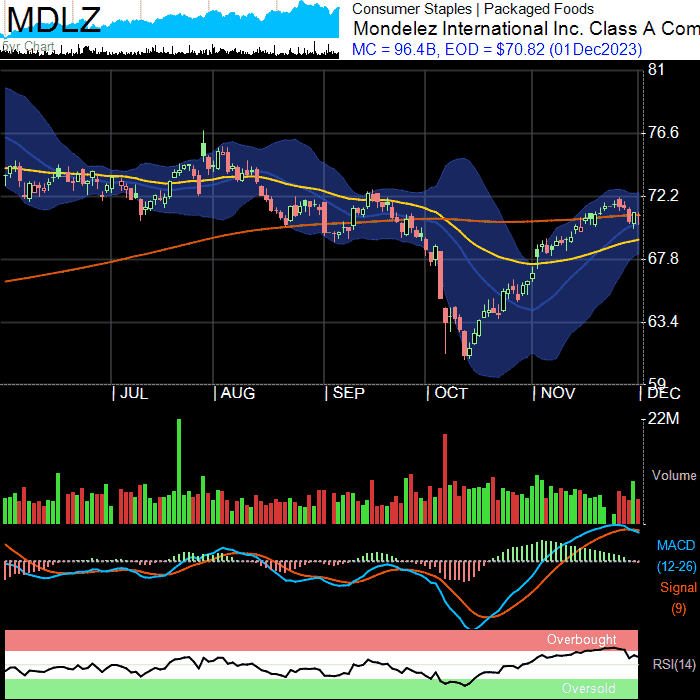 MDLZ
5yr Chart
Consumer Staples | Packaged Foods
Mondelez International Inc. Class A Com
MC = 96.4B, EOD = $70.82 (01Dec2023)
81
76.6
72.2
67.8
63.4
59
JUL
AUG
SEP
OCT
NOV
DEC
22M
Volume
MACD
(12-26)
Signal
(9)
Overbought
RSI(14)
Oversold